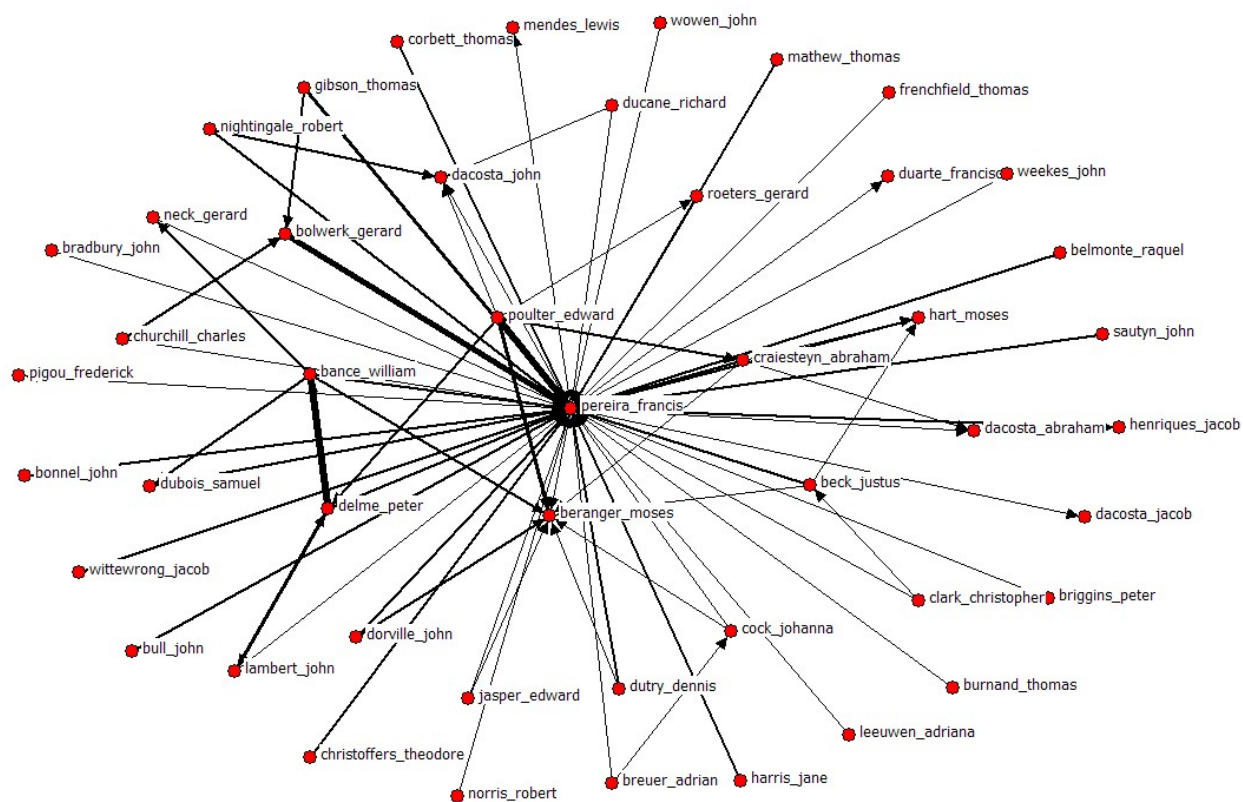 mendes_lewis
wowen_john
corbett_thomas
mathew_thomas
gibson_thomas
frenchfield_thomas
ducane_richard
nightingale_robert
dacosta_john
duarte_francisc
weekes_john
roeters_gerard
neck_gerard
bolwerk_gerard
bradbury_john
belmonte_raquel
poulter_edward
hart_moses
churchill_charles
sautyn_john
craiesteyn_abraham
bance_william
pigou_frederick
pereira_francis
dacosta_abraham
henriques_jacob
bonnel_john
dubois_samuel
beck_justus
delme_peter
beranger_moses
dacosta_jacob
wittewrong_jacob
clark_christopher
briggins_peter
cock_johanna
dorville_john
bull_john
lambert_john
dutry_dennis
burnand_thomas
jasper_edward
leeuwen_adriana
christoffers_theodore
breuer_adrian
harris_jane
norris_robert